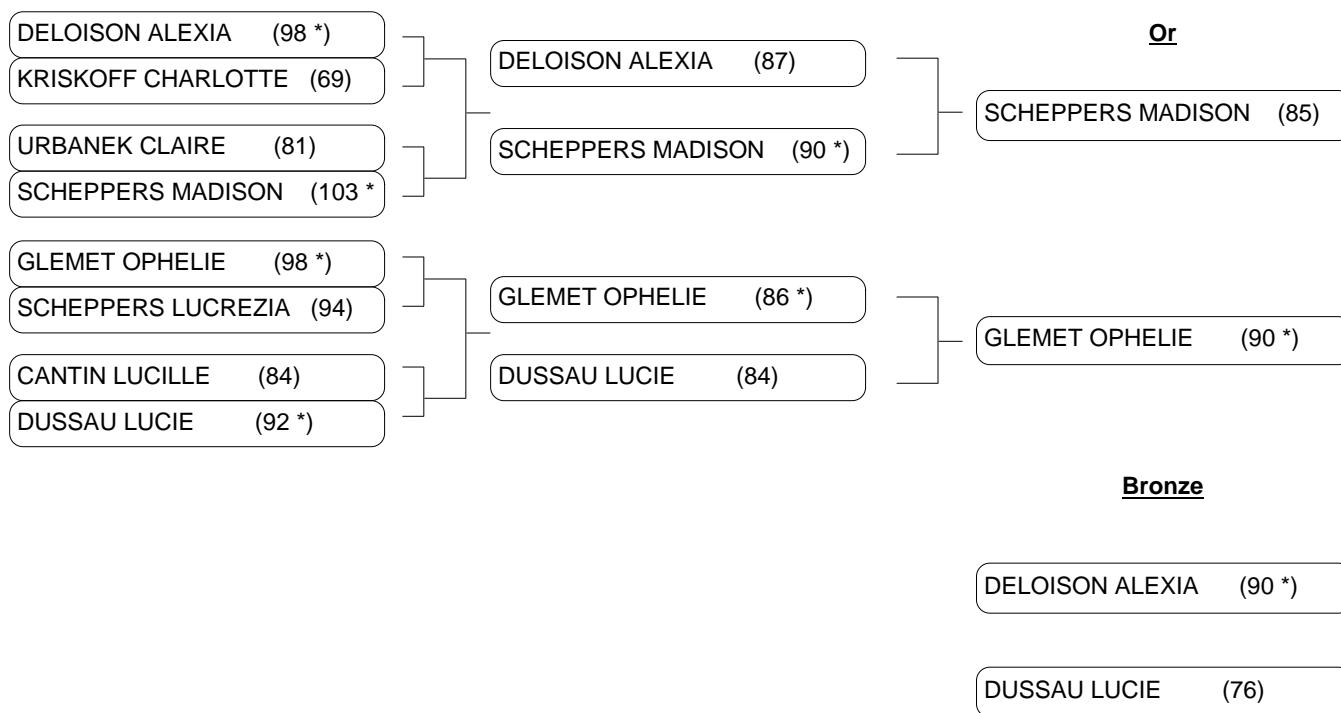 DELOISON ALEXIA (98 *)
KRISKOFF CHARLOTTE (69)
URBANEK CLAIRE (81)
SCHEPPERS MADISON (103 *
GLEMET OPHELIE (98 *)
SCHEPPERS LUCREZIA (94)
CANTIN LUCILLE (84)
DUSSAU LUCIE (92 *)
DELOISON ALEXIA (87)
SCHEPPERS MADISON (90 *)
GLEMET OPHELIE (86 *)
DUSSAU LUCIE (84)
Or
SCHEPPERS MADISON (85)
GLEMET OPHELIE (90 *)
Bronze
DELOISON ALEXIA (90 *)
DUSSAU LUCIE (76)